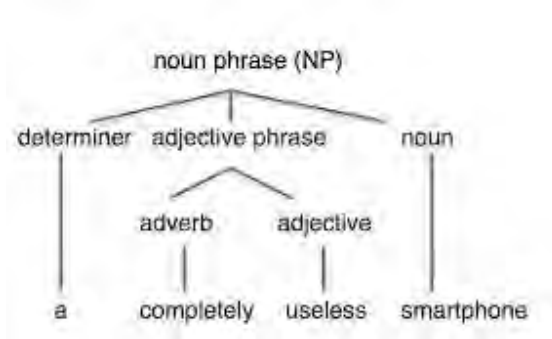 noun phrase (NP)
determiner adjective phrase noun
adverb adjective
a completely useless smartphone